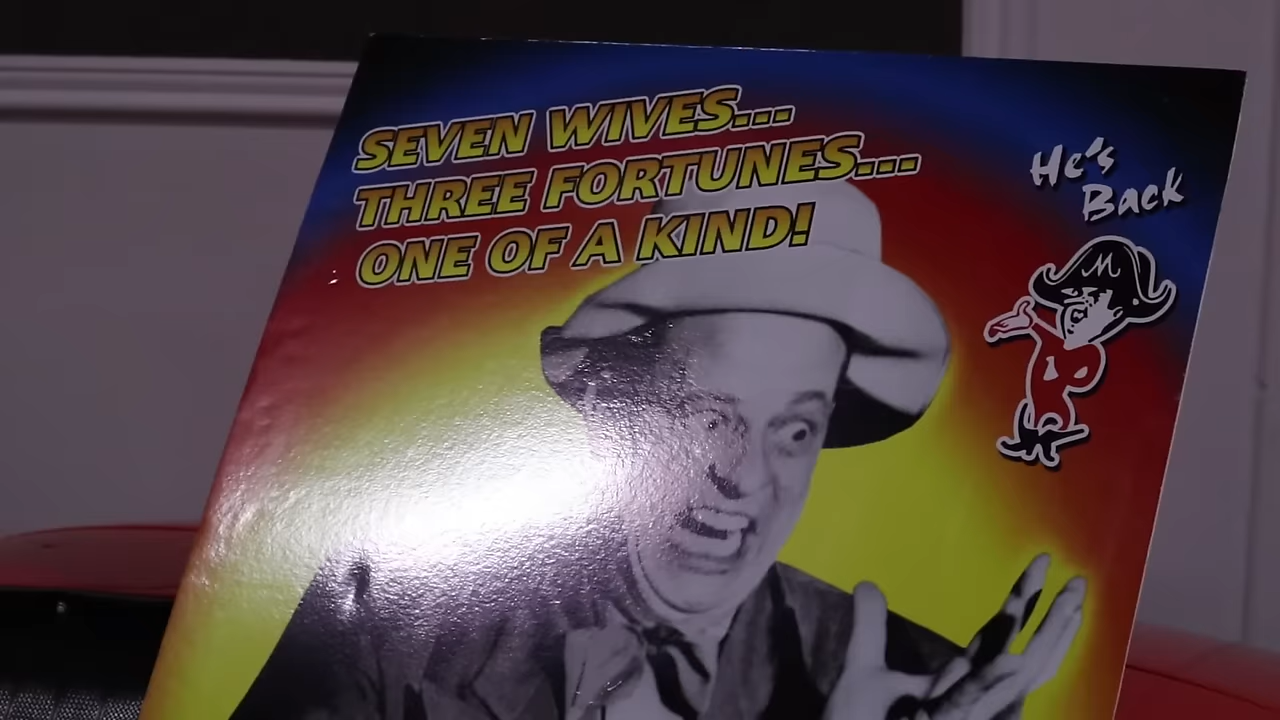 SEVEN WIVES...
THREE FORTUNES...
ONE OF A KIND!
He's
Back
M